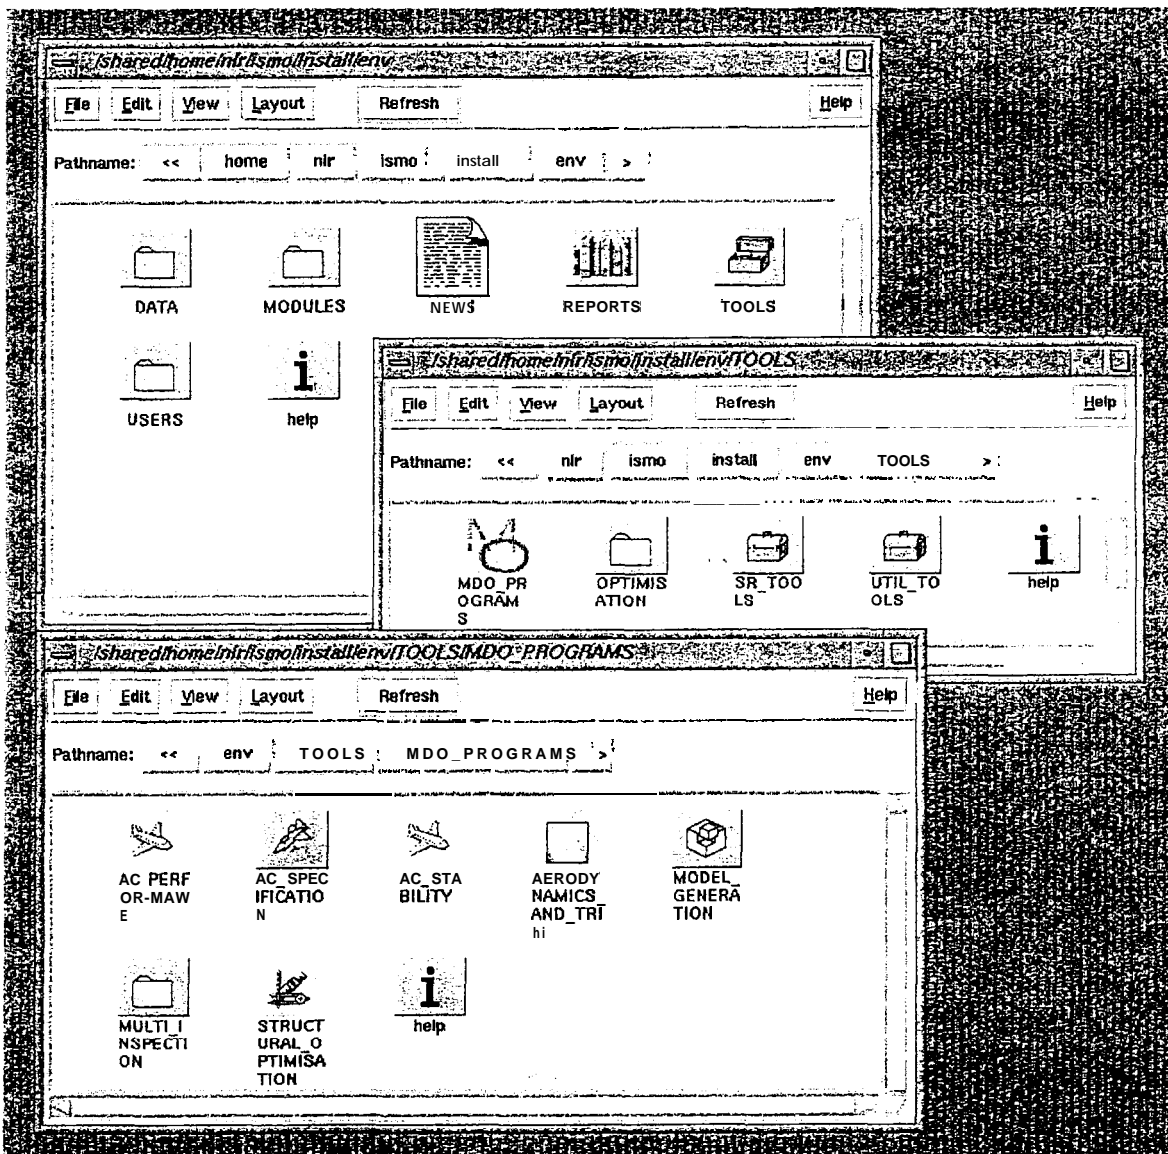 /shared/home/nlr/ismo/install/env/
File Edit View Layout Refresh Help
Pathname: << home nlr ismo install env >
DATA MODULES NEWS REPORTS TOOLS
USERS help
/shared/home/nlr/ismo/install/env/TOOLS
File Edit View Layout Refresh Help
Pathname: << nlr ismo install env TOOLS >
MDO_PR OPTIMIS SR_TOO UTIL_TO help
OGRAM ATION LS OLS
S
/shared/home/nlr/ismo/install/env/TOOLS/MDO_PROGRAMS
File Edit View Layout Refresh Help
Pathname: << env TOOLS MDO_PROGRAMS >
AC PERF AC_SPEC AC_STA AERODY MODEL_
OR-MAW IFICATIO BILITY NAMICS_ GENERA
E N AND_TRI TION
hi
MULTI_I STRUCT help
NSPECTI URAL_O
ON PTIMISA
TION